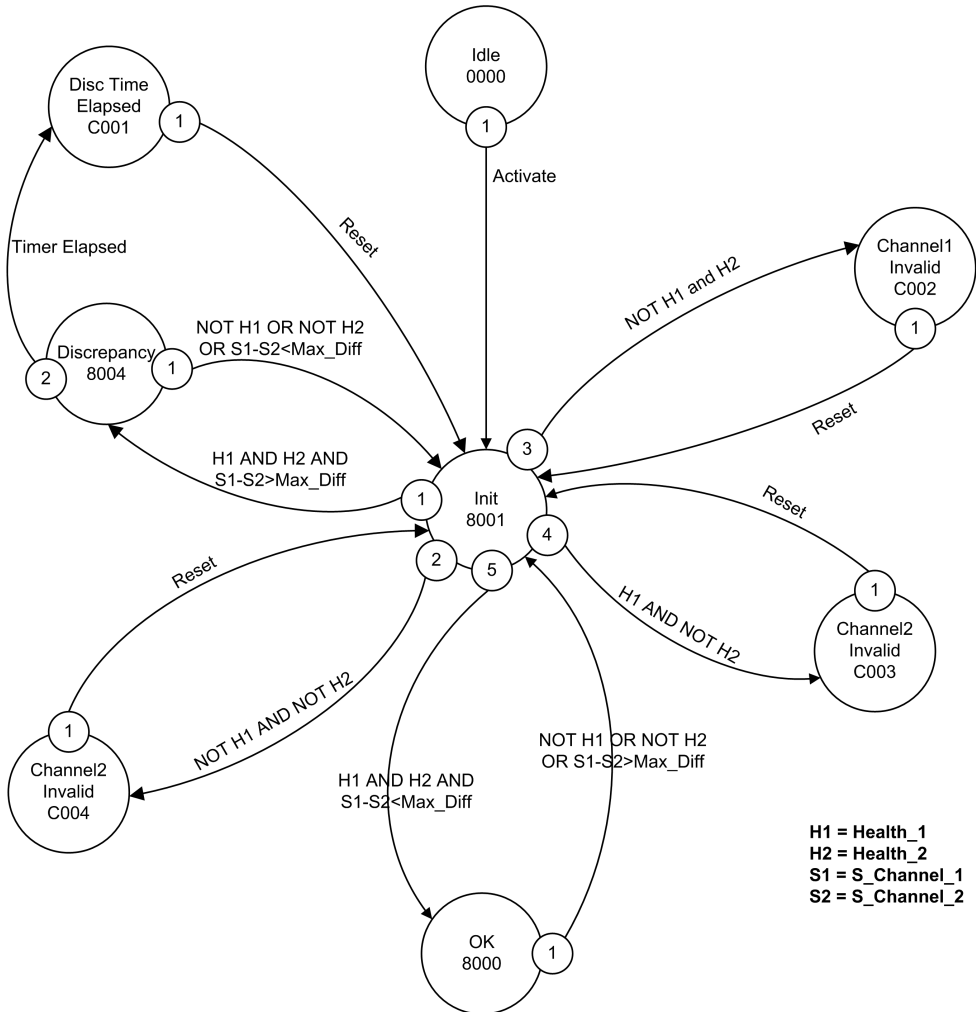 Idle
0000
1
Activate
Disc Time
Elapsed
C001
1
Reset
Timer Elapsed
Channel1
Invalid
C002
1
NOT H1 and H2
Reset
NOT H1 OR NOT H2
OR S1-S2<Max_Diff
Discrepancy
8004
1
2
H1 AND H2 AND
S1-S2>Max_Diff
Init
8001
1
2
3
4
5
Reset
Reset
H1 AND NOT H2
1
Channel2
Invalid
C003
NOT H1 AND NOT H2
1
Channel2
Invalid
C004
H1 AND H2 AND
S1-S2<Max_Diff
NOT H1 OR NOT H2
OR S1-S2>Max_Diff
OK
8000
1
H1 = Health_1
H2 = Health_2
S1 = S_Channel_1
S2 = S_Channel_2